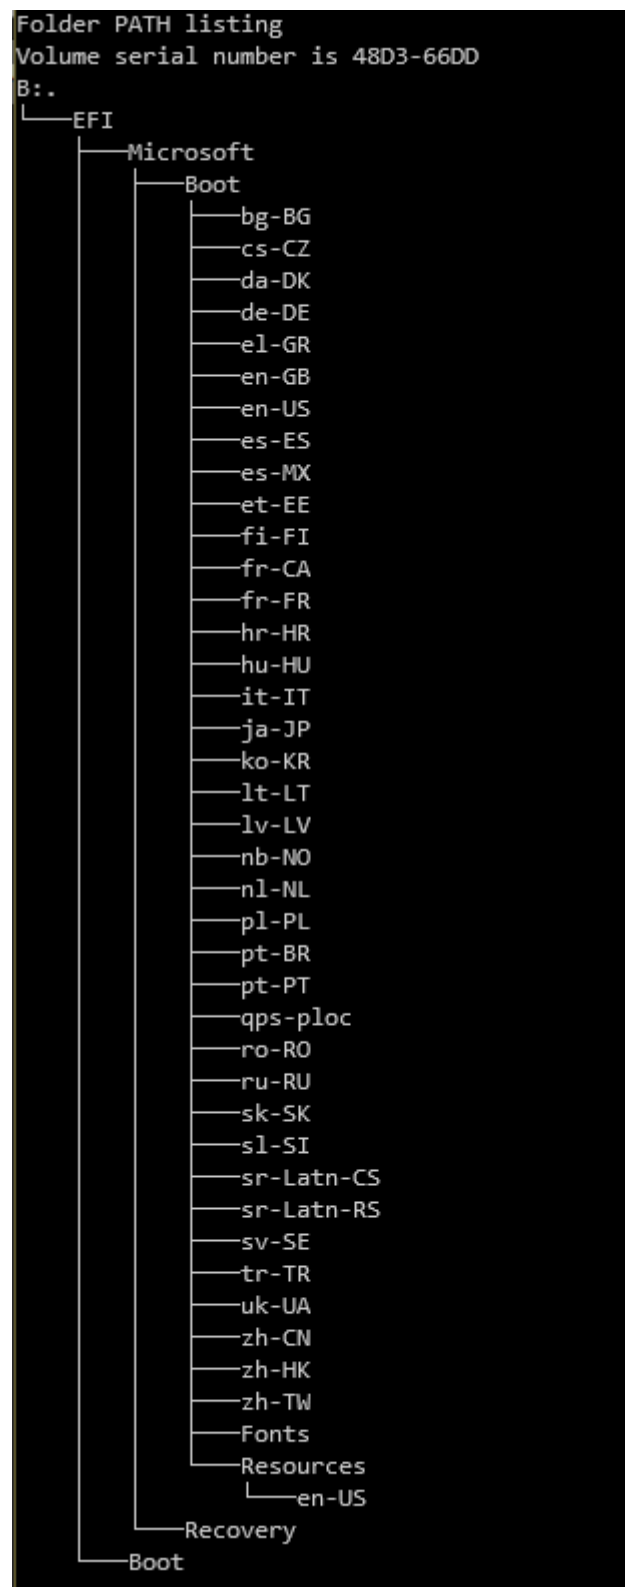 Folder PATH listing
Volume serial number is 48D3-66DD
B:.
└───EFI
    ├───Microsoft
    │   ├───Boot
    │   │   ├───bg-BG
    │   │   ├───cs-CZ
    │   │   ├───da-DK
    │   │   ├───de-DE
    │   │   ├───el-GR
    │   │   ├───en-GB
    │   │   ├───en-US
    │   │   ├───es-ES
    │   │   ├───es-MX
    │   │   ├───et-EE
    │   │   ├───fi-FI
    │   │   ├───fr-CA
    │   │   ├───fr-FR
    │   │   ├───hr-HR
    │   │   ├───hu-HU
    │   │   ├───it-IT
    │   │   ├───ja-JP
    │   │   ├───ko-KR
    │   │   ├───lt-LT
    │   │   ├───lv-LV
    │   │   ├───nb-NO
    │   │   ├───nl-NL
    │   │   ├───pl-PL
    │   │   ├───pt-BR
    │   │   ├───pt-PT
    │   │   ├───qps-ploc
    │   │   ├───ro-RO
    │   │   ├───ru-RU
    │   │   ├───sk-SK
    │   │   ├───sl-SI
    │   │   ├───sr-Latn-CS
    │   │   ├───sr-Latn-RS
    │   │   ├───sv-SE
    │   │   ├───tr-TR
    │   │   ├───uk-UA
    │   │   ├───zh-CN
    │   │   ├───zh-HK
    │   │   ├───zh-TW
    │   │   ├───Fonts
    │   │   └───Resources
    │   │       └───en-US
    │   └───Recovery
    └───Boot